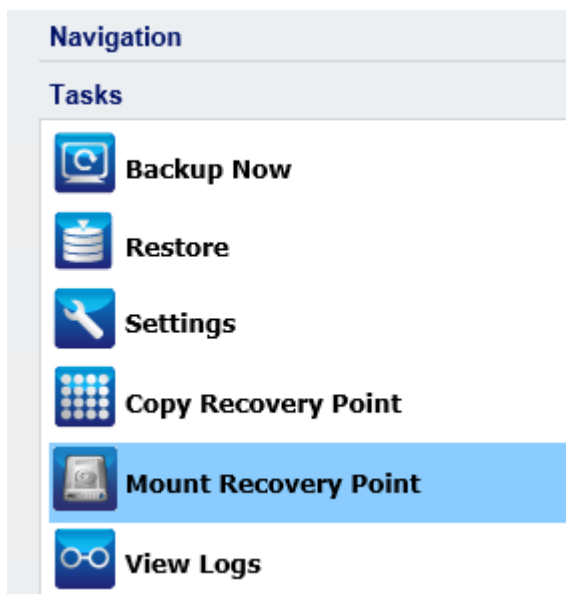 Navigation
Tasks
Backup Now
Restore
Settings
Copy Recovery Point
Mount Recovery Point
View Logs